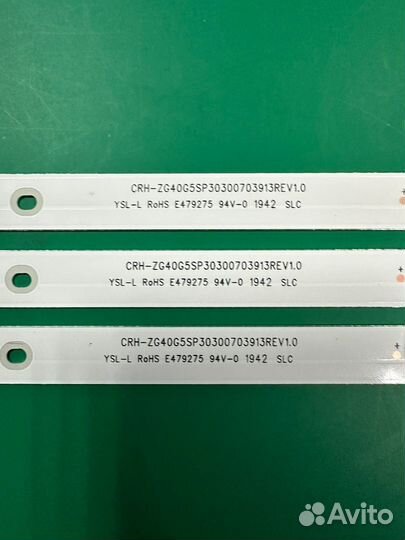 CRH-ZG40G5SP30300703913REV1.0
YSL-L RoHS E479275 94V-0 1942 SLC
+
CRH-ZG40G5SP30300703913REV1.0
YSL-L RoHS E479275 94V-0 1942 SLC
+
CRH-ZG40G5SP30300703913REV1.0
YSL-L RoHS E479275 94V-0 1942 SLC
+
Avito